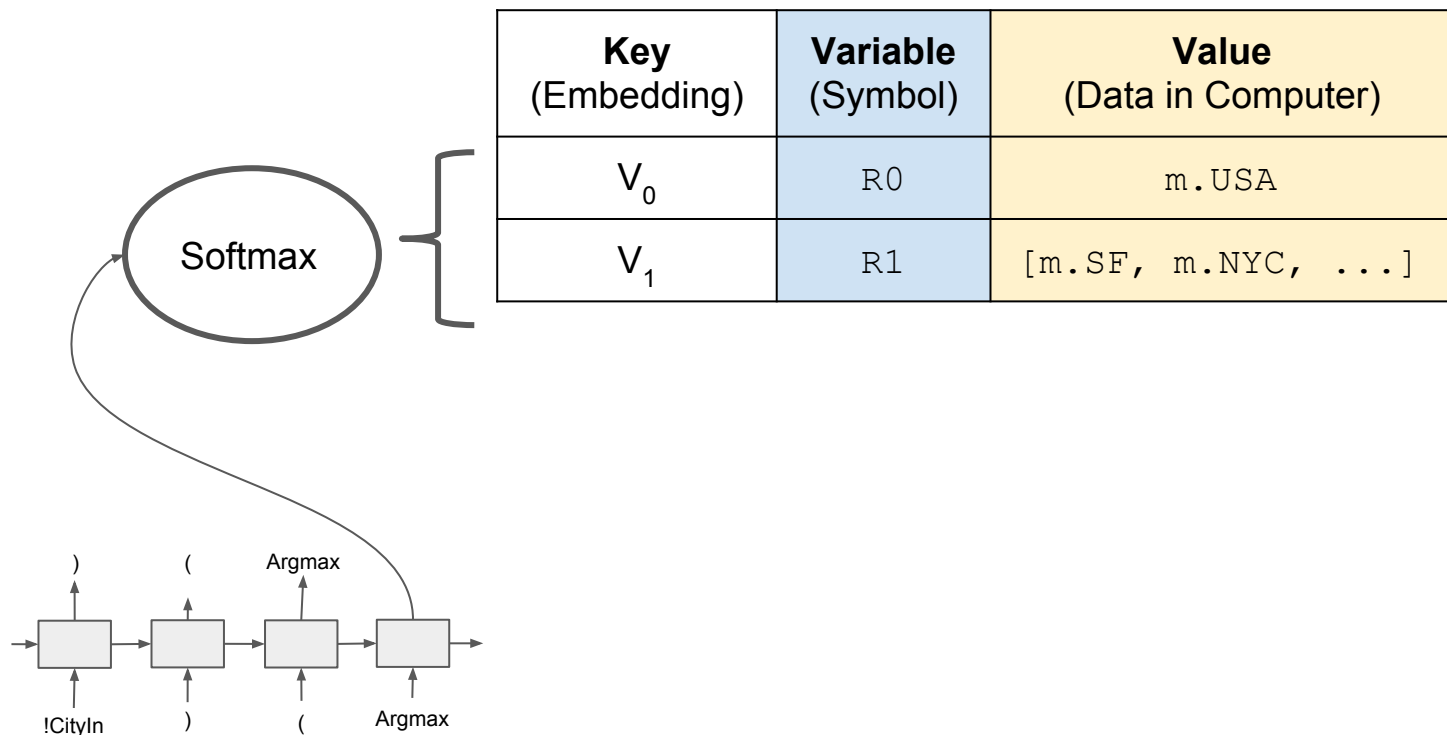 Key Variable Value
(Embedding) (Symbol) (Data in Computer)
V0 R0 m.USA
V1 R1 [m.SF, m.NYC, ...]
Softmax
) ( Argmax
!CityIn ) ( Argmax